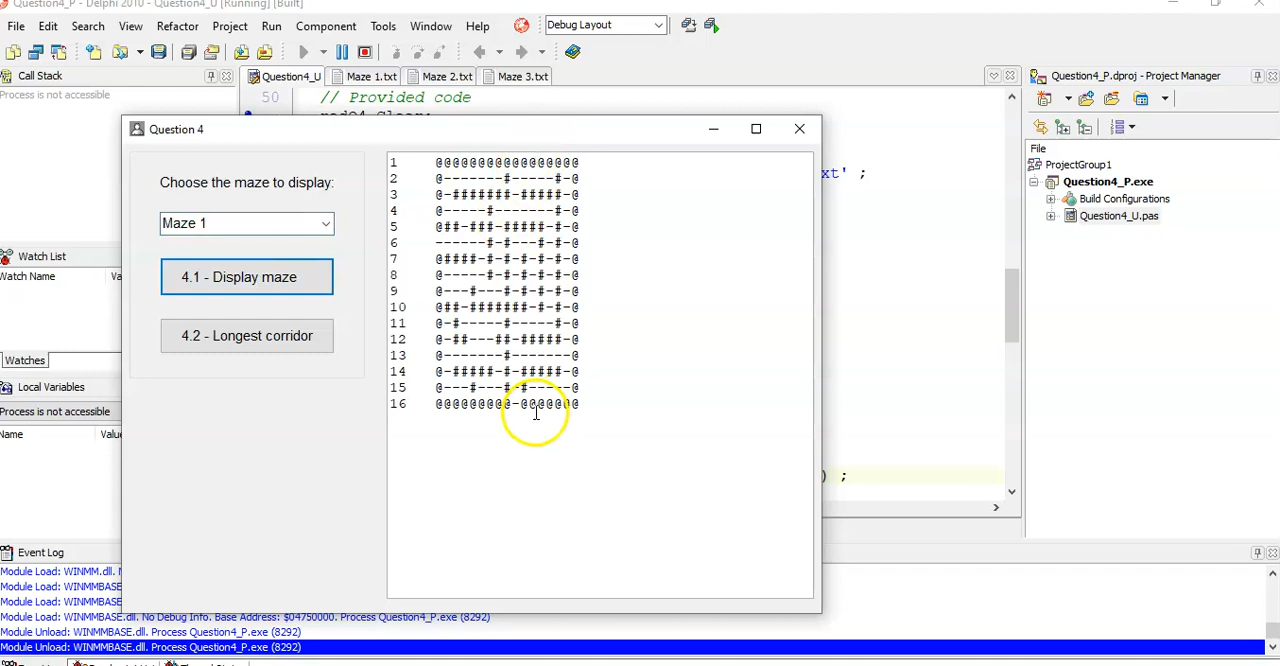 Question4_P - Delphi 2010 - Question4_U [Running] [Built]
File Edit Search View Refactor Project Run Component Tools Window Help Debug Layout
Call Stack
Process is not accessible
Question4_U Maze 1.txt Maze 2.txt Maze 3.txt
50 // Provided code
Question 4
Choose the maze to display:
Maze 1
4.1 - Display maze
4.2 - Longest corridor
1 @@@@@@@@@@@@@@@@@
2 @-------#-----#-@
3 @-#######-#####-@
4 @-----#-------#-@
5 @##-###-#####-#-@
6 ------#-#---#-#-@
7 @####-#-#-#-#-#-@
8 @-----#-#-#-#-#-@
9 @---#---#-#-#-#-@
10 @##-#######-#-#-@
11 @-#-----#-----#-@
12 @-##---##-#####-@
13 @-------#-------@
14 @-#####-#-#####-@
15 @---#---#-#-----@
16 @@@@@@@@@-@@@@@@@
xt' ;
) ;
Watch List
Watch Name
Watches
Local Variables
Process is not accessible
Name
Event Log
Module Load: WINMM.dll.
Module Load: WINMMBASE
Module Load: WINMMBASE
Module Load: WINMMBASE.dll. No Debug Info. Base Address: $04750000. Process Question4_P.exe (8292)
Module Unload: WINMMBASE.dll. Process Question4_P.exe (8292)
Module Unload: WINMMBASE.dll. Process Question4_P.exe (8292)
Question4_P.dproj - Project Manager
File
ProjectGroup1
Question4_P.exe
Build Configurations
Question4_U.pas